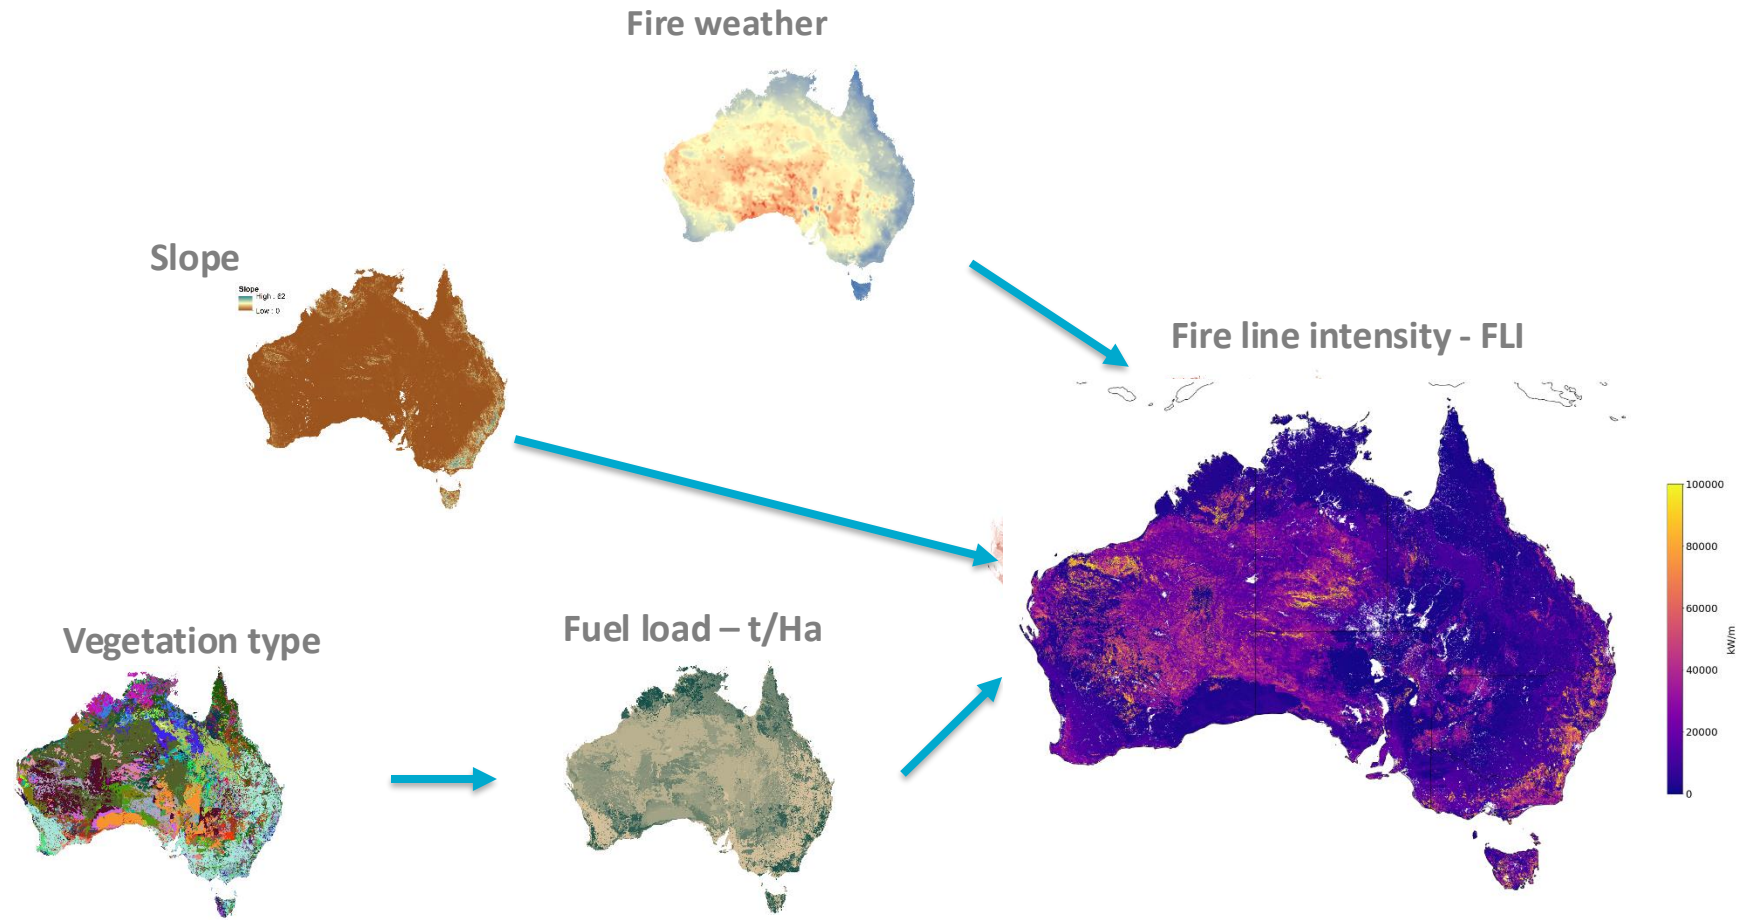 Fire weather
Slope
Slope
High : 82
Low : 0
Fire line intensity - FLI
100000
80000
60000
40000
20000
0
kW/m
Vegetation type
Fuel load – t/Ha